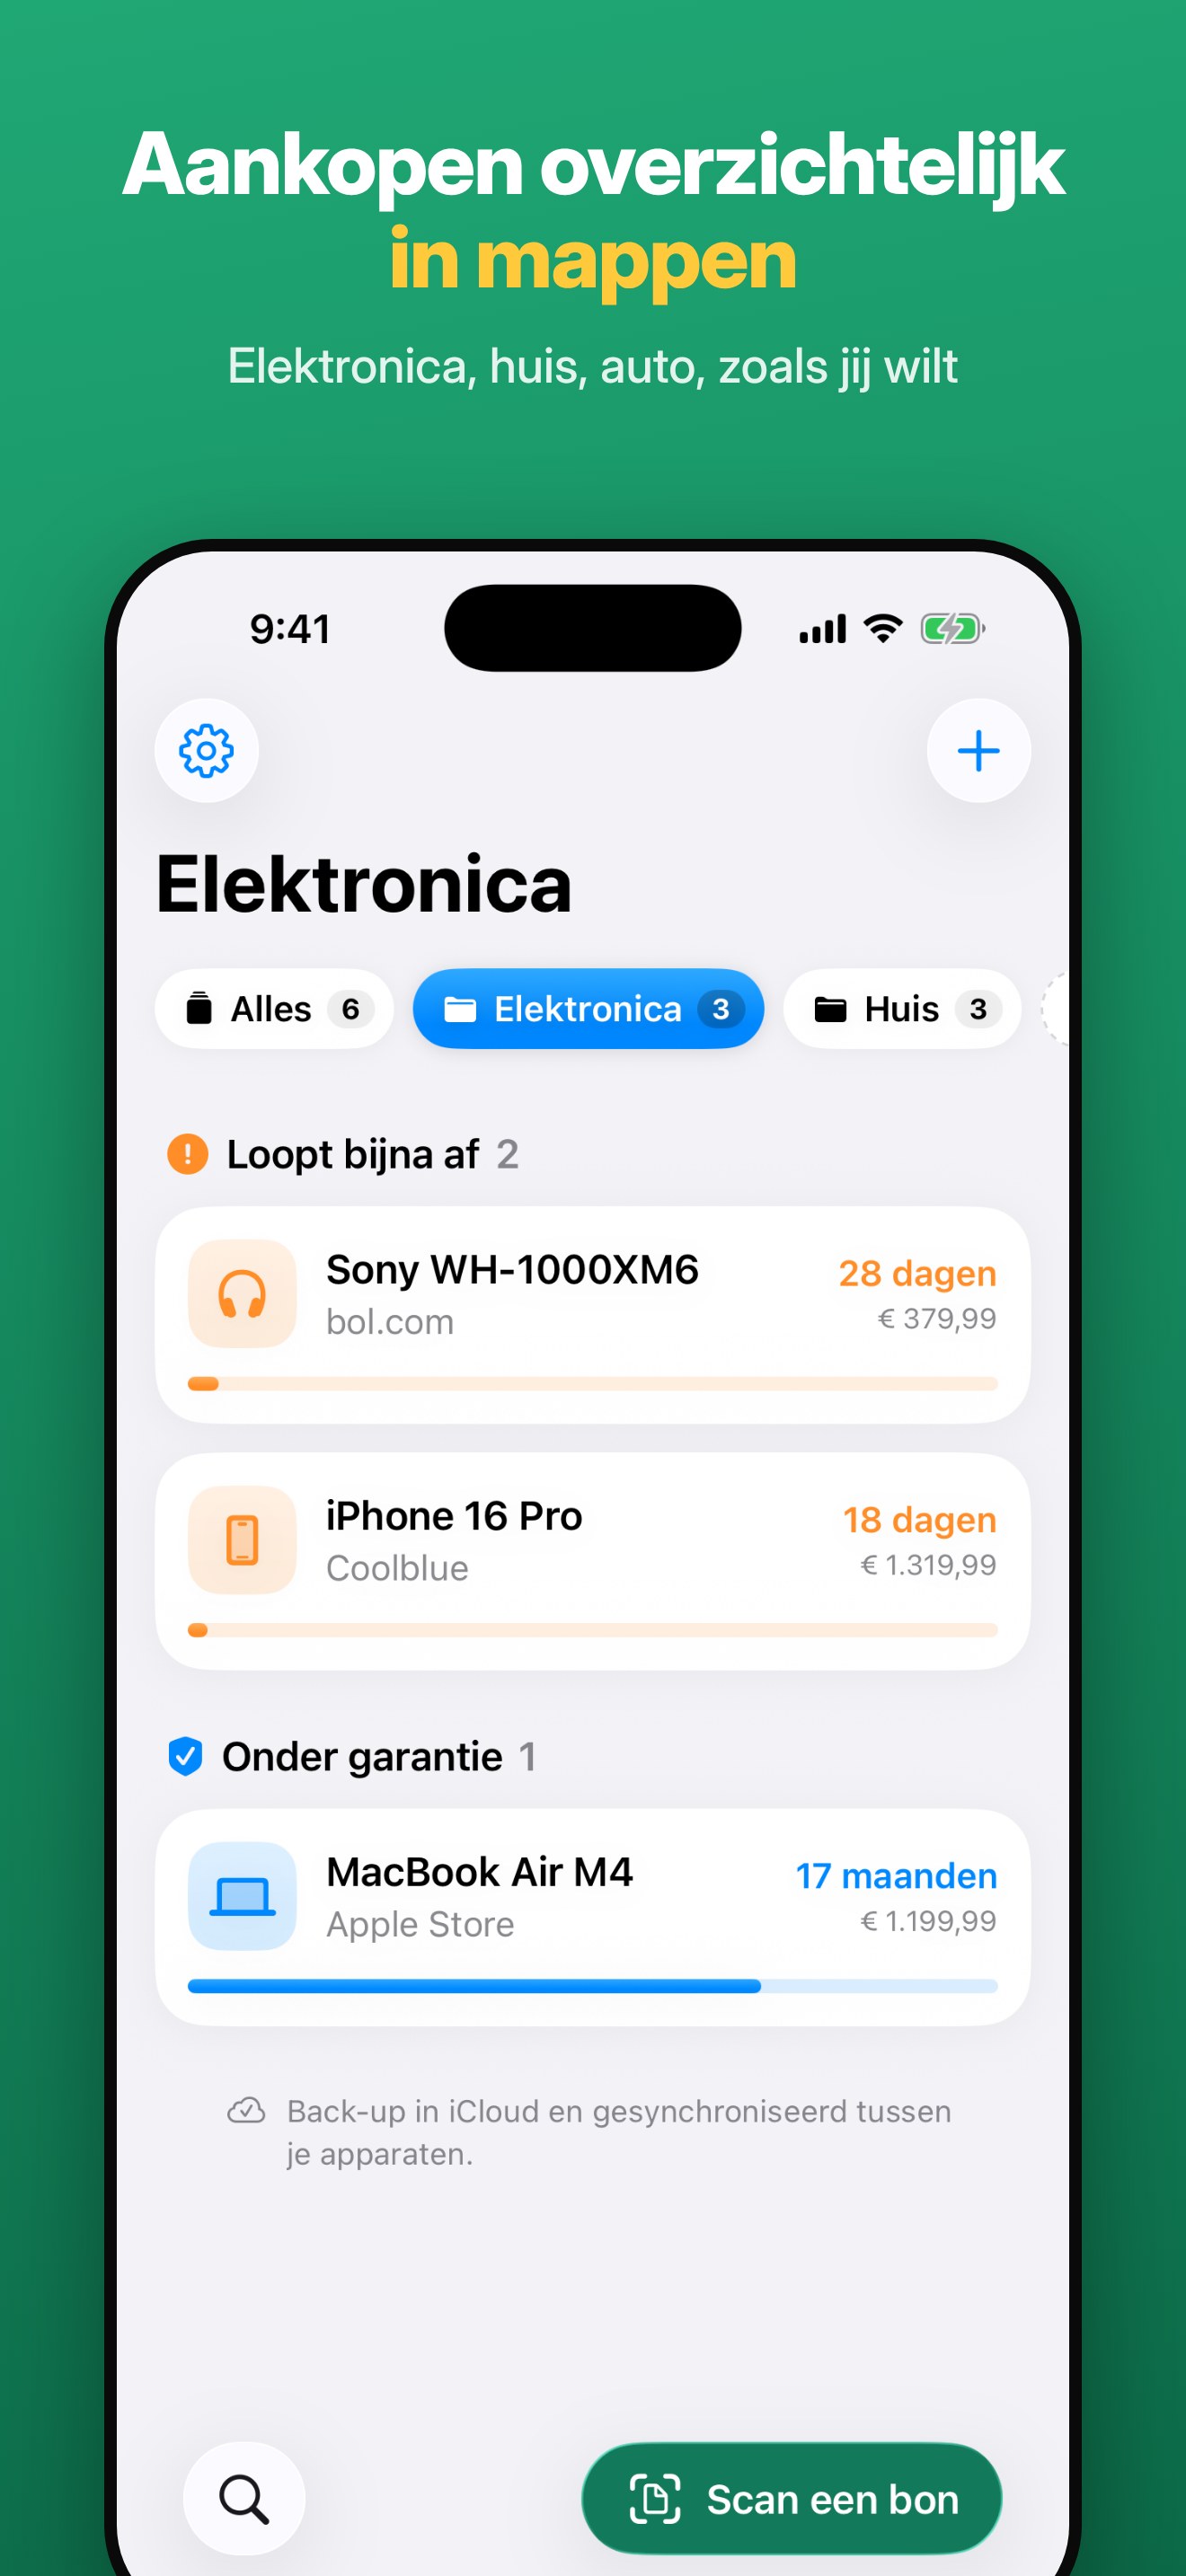 Aankopen overzichtelijk
in mappen
Elektronica, huis, auto, zoals jij wilt
9:41
Elektronica
Alles 6 Elektronica 3 Huis 3
Loopt bijna af 2
Sony WH-1000XM6 28 dagen
bol.com € 379,99
iPhone 16 Pro 18 dagen
Coolblue € 1.319,99
Onder garantie 1
MacBook Air M4 17 maanden
Apple Store € 1.199,99
Back-up in iCloud en gesynchroniseerd tussen
je apparaten.
Scan een bon